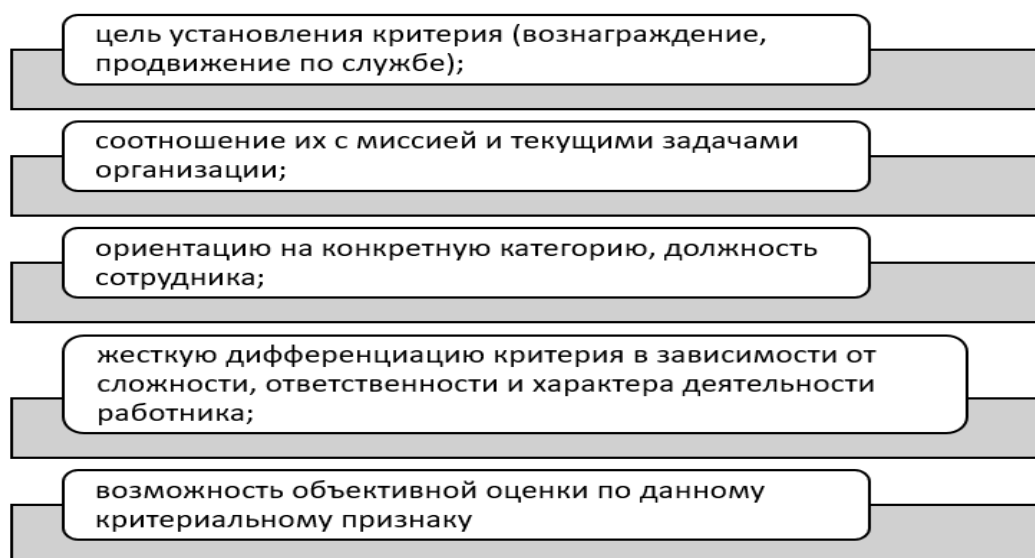 цель установления критерия (вознаграждение,
продвижение по службе);
соотношение их с миссией и текущими задачами
организации;
ориентацию на конкретную категорию, должность
сотрудника;
жесткую дифференциацию критерия в зависимости от
сложности, ответственности и характера деятельности
работника;
возможность объективной оценки по данному
критериальному признаку